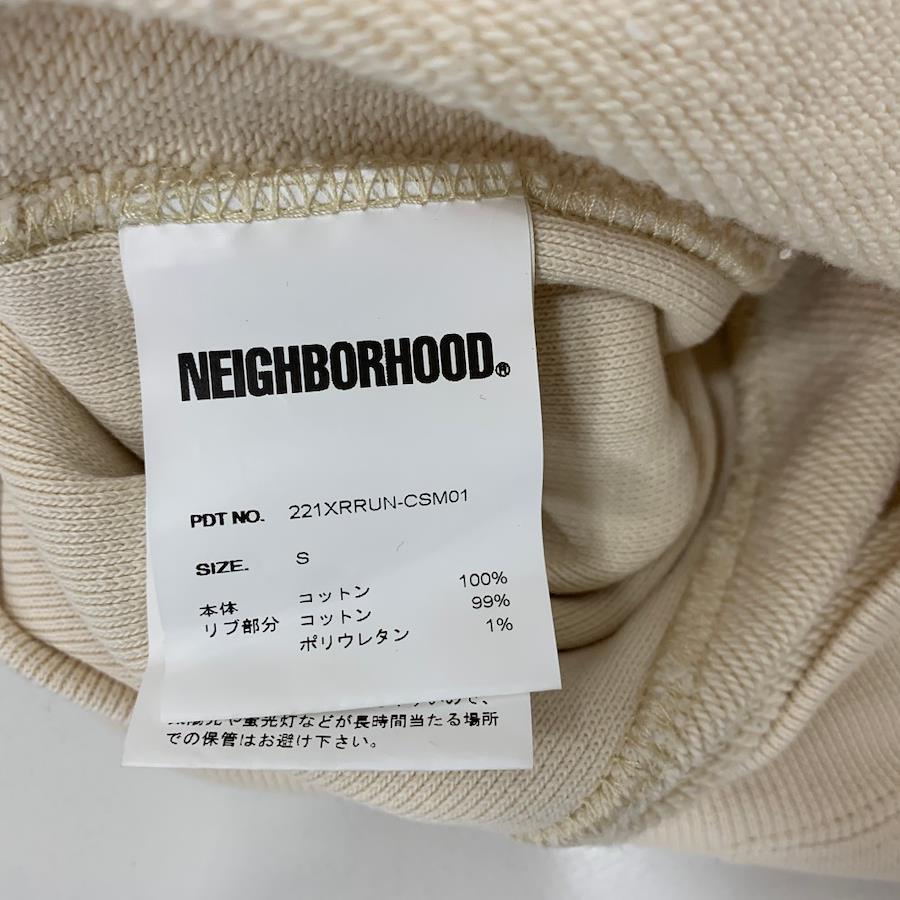 NEIGHBORHOOD®
PDT NO. 221XRRUN-CSM01
SIZE. S
本体 コットン 100%
リブ部分 コットン 99%
ポリウレタン 1%
や蛍光灯などが長時間当たる場所
での保管はお避け下さい。